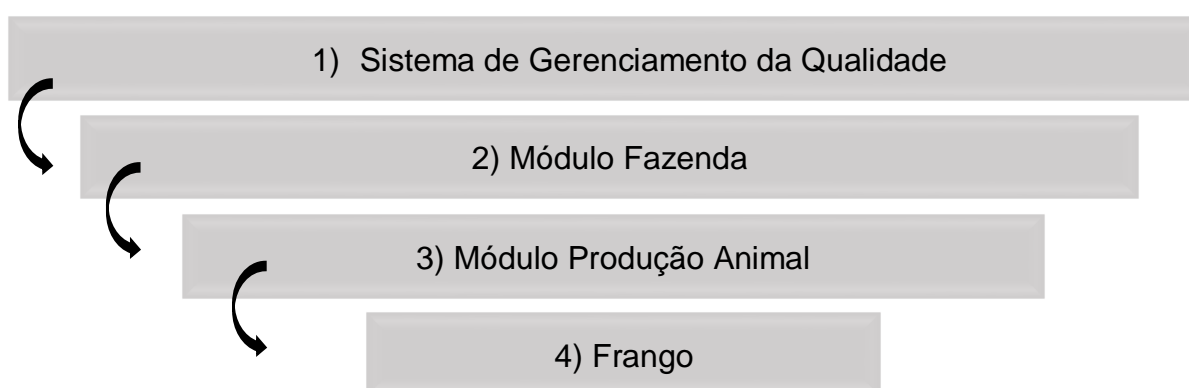 1) Sistema de Gerenciamento da Qualidade
2) Módulo Fazenda
3) Módulo Produção Animal
4) Frango